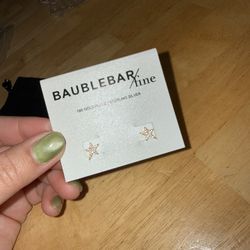 BAUBLEBAR/fine
18K GOLD PLATED STERLING SILVER